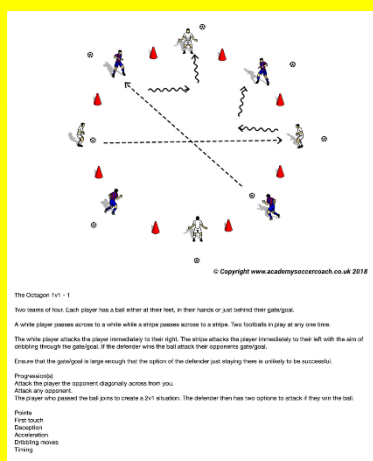 © Copyright www.academysoccercoach.co.uk 2018
The Octagon 1v1 - 1
Two teams of four. Each player has a ball either at their feet, in their hands or just behind their gate/goal.
A white player passes across to a white while a stripe passes across to a stripe. Two footballs in play at any one time.
The white player attacks the player immediately to their right. The stripe attacks the player immediately to their left with the aim of
dribbling through the gate/goal. If the defender wins the ball attack their opponents gate/goal.
Ensure that the gate/goal is large enough that the option of the defender just staying there is unlikely to be successful.
Progression(s)
Attack the player the opponent diagonally across from you.
Attack any opponent.
The player who passed the ball joins to create a 2v1 situation. The defender then has two options to attack if they win the ball.
Points
First touch
Deception
Acceleration
Dribbling moves
Timing